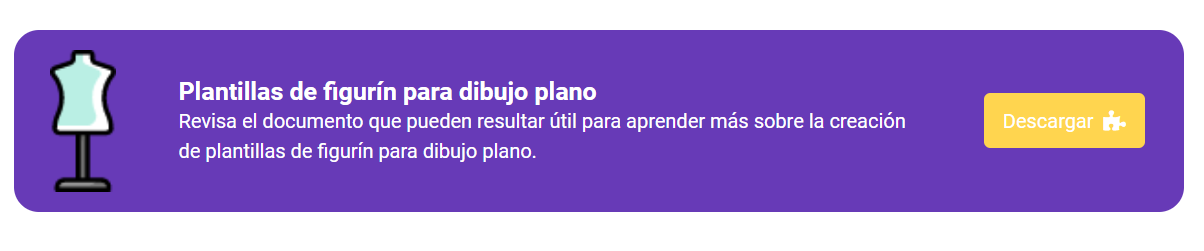 Plantillas de figurín para dibujo plano
Revisa el documento que pueden resultar útil para aprender más sobre la creación
de plantillas de figurín para dibujo plano.
Descargar